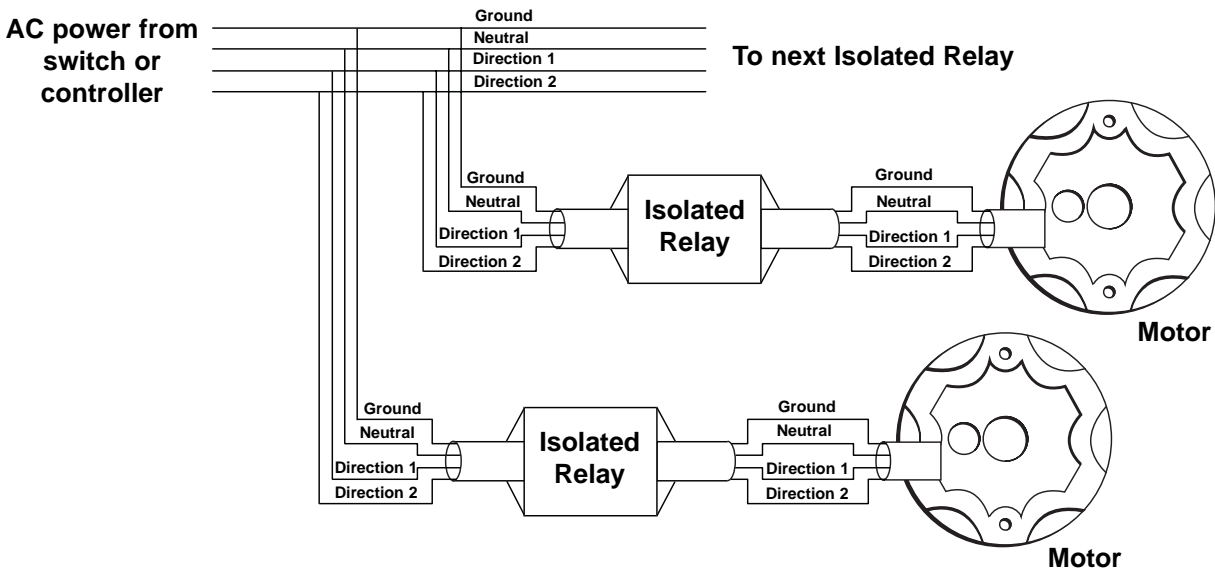 AC power from
switch or
controller
Ground
Neutral
Direction 1
Direction 2
To next Isolated Relay
Ground
Neutral
Direction 1
Direction 2
Isolated
Relay
Ground
Neutral
Direction 1
Direction 2
Motor
Ground
Neutral
Direction 1
Direction 2
Isolated
Relay
Ground
Neutral
Direction 1
Direction 2
Motor